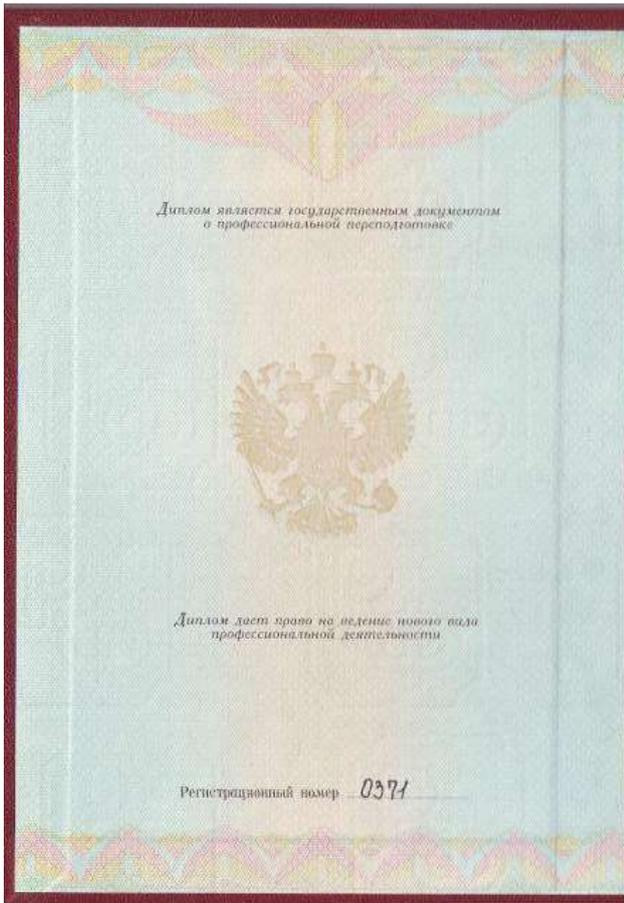 Диплом является государственным документом
о профессиональной переподготовке
Диплом дает право на ведение нового вида
профессиональной деятельности
Регистрационный номер 0371